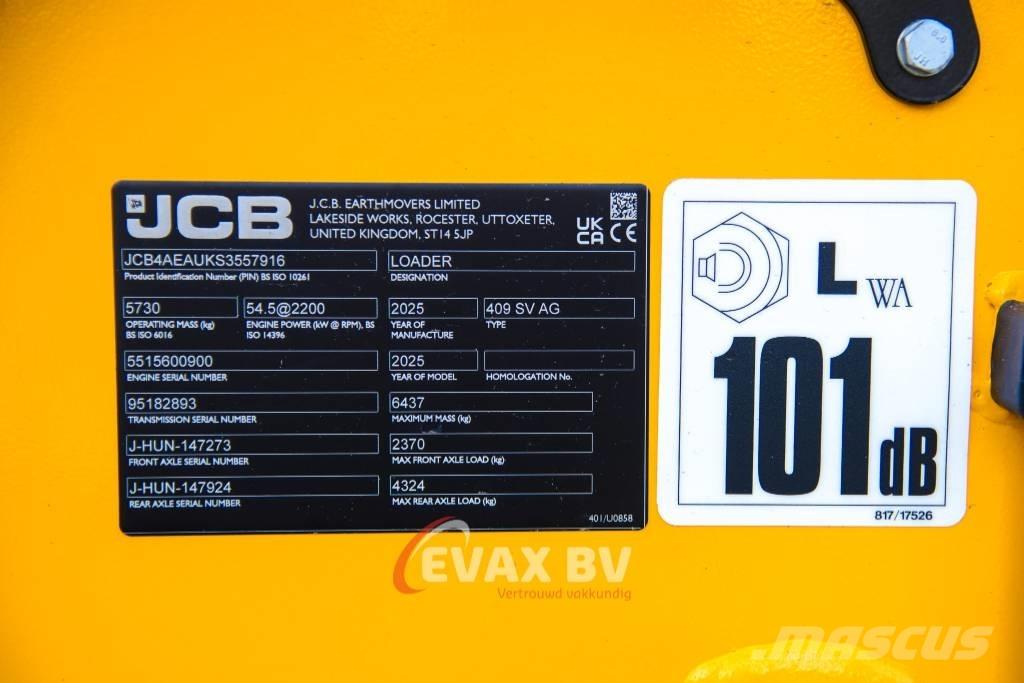 JCB
J.C.B. EARTHMOVERS LIMITED
LAKESIDE WORKS, ROCESTER, UTTOXETER,
UNITED KINGDOM, ST14 5JP
UK
CA CE
JCB4AEAUKS3557916
Product Identification Number (PIN) BS ISO 10261
LOADER
DESIGNATION
5730
OPERATING MASS (kg)
BS ISO 6016
54.5@2200
ENGINE POWER (kW @ RPM), BS
ISO 14396
2025
YEAR OF
MANUFACTURE
409 SV AG
TYPE
5515600900
ENGINE SERIAL NUMBER
2025
YEAR OF MODEL
HOMOLOGATION No.
95182893
TRANSMISSION SERIAL NUMBER
6437
MAXIMUM MASS (kg)
J-HUN-147273
FRONT AXLE SERIAL NUMBER
2370
MAX FRONT AXLE LOAD (kg)
J-HUN-147924
REAR AXLE SERIAL NUMBER
4324
MAX REAR AXLE LOAD (kg)
401/U0858
L WA
101 dB
817/17526
JH
EVAX BV
Vertrouwd vakkundig
MASCUS